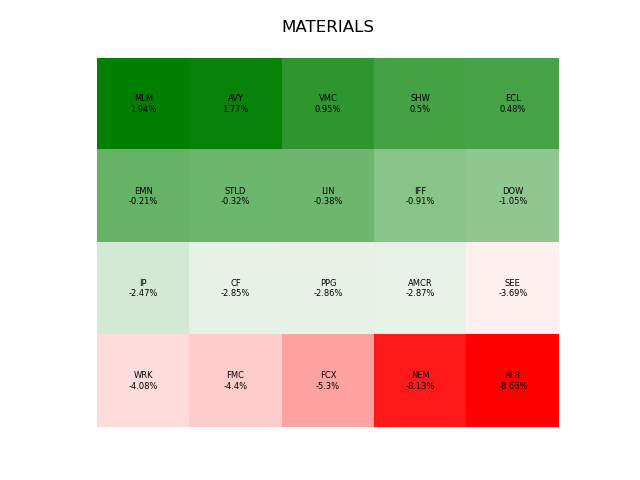 MATERIALS
MLM AVY VMC SHW ECL
1.94% 1.77% 0.95% 0.5% 0.48%
EMN STLD LIN IFF DOW
-0.21% -0.32% -0.38% -0.91% -1.05%
IP CF PPG AMCR SEE
-2.47% -2.85% -2.86% -2.87% -3.69%
WRK FMC FCX NEM ALB
-4.08% -4.4% -5.3% -8.13% -8.66%